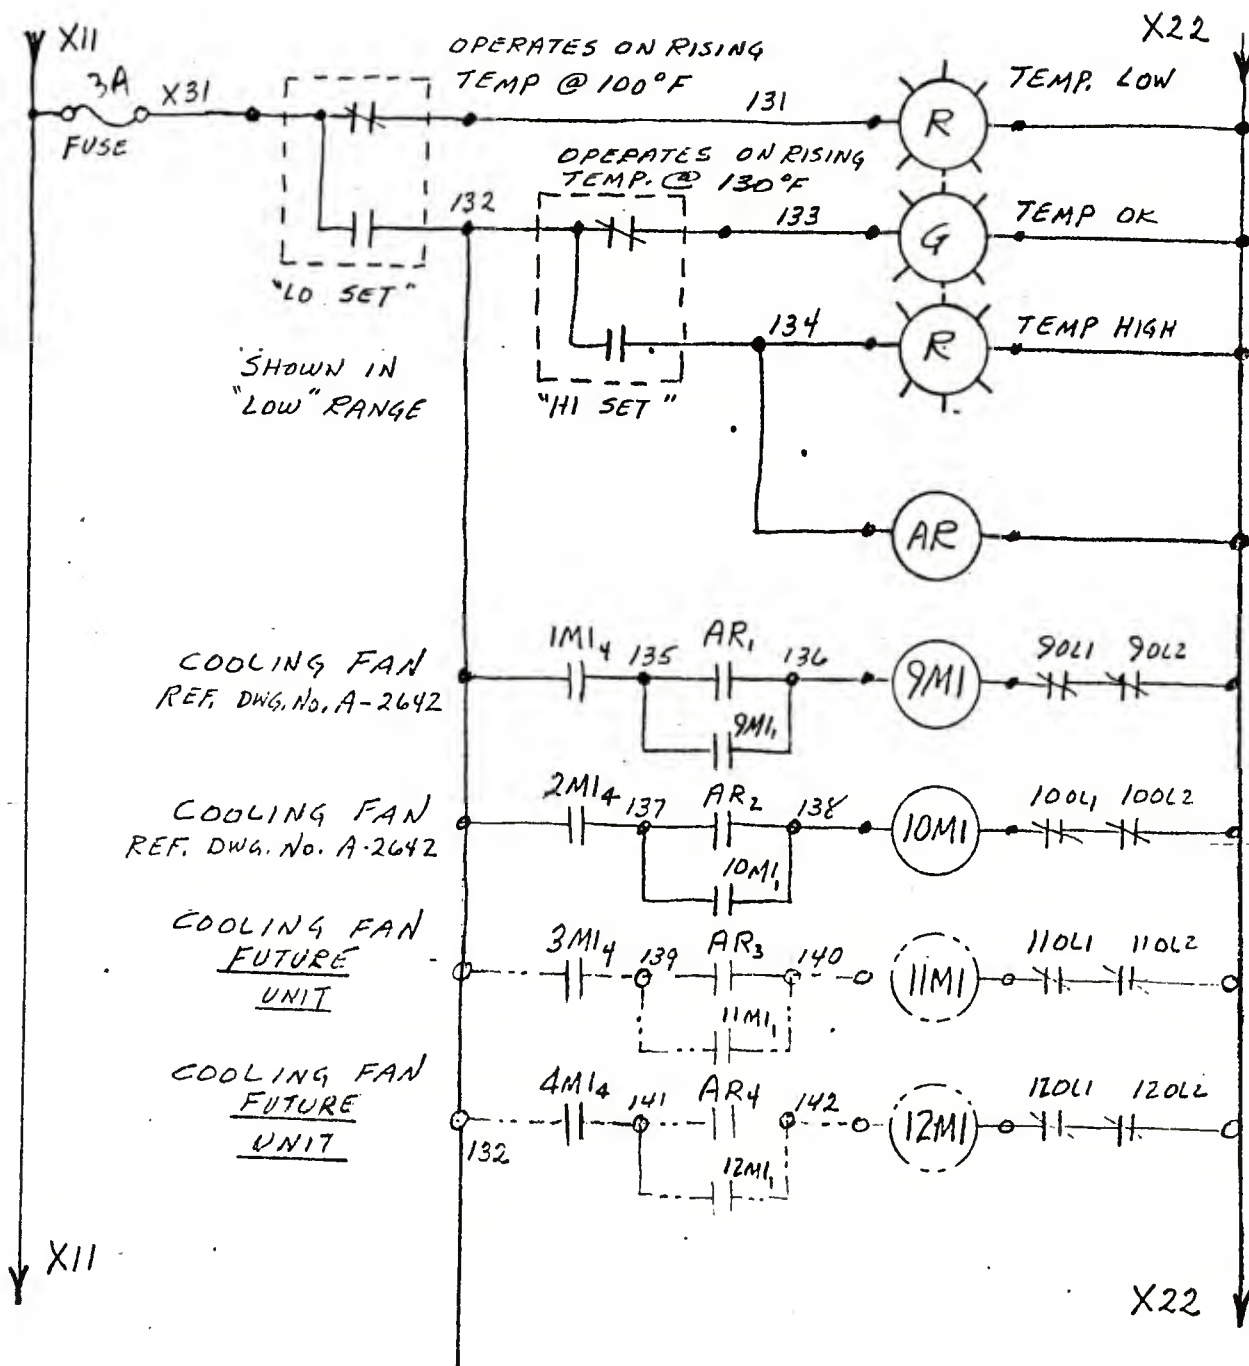 X11
X22
3A
X31
FUSE
OPERATES ON RISING
TEMP @ 100°F
131
R
TEMP. LOW
OPERATES ON RISING
TEMP. @ 130°F
132
133
G
TEMP OK
"LO SET"
134
R
TEMP HIGH
SHOWN IN
"LOW" RANGE
"HI SET"
AR
COOLING FAN
REF. DWG. No. A-2642
1M1₄
135
AR₁
136
9M1
9OL1
9OL2
9M1₁
COOLING FAN
REF. DWG. No. A-2642
2M1₄
137
AR₂
138
10M1
10OL1
10OL2
10M1₁
COOLING FAN
FUTURE
UNIT
3M1₄
139
AR₃
140
11M1
11OL1
11OL2
11M1₁
COOLING FAN
FUTURE
UNIT
4M1₄
141
AR₄
142
12M1
12OL1
12OL2
132
12M1₁
X11
X22